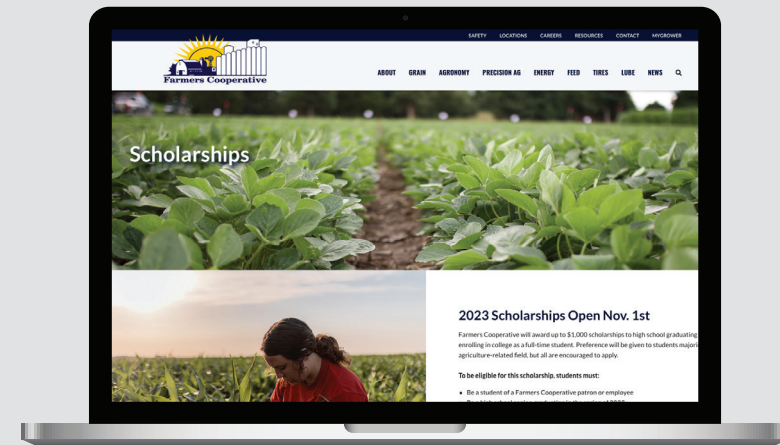 SAFETY LOCATIONS CAREERS RESOURCES CONTACT MYGROWER
Farmers Cooperative
ABOUT GRAIN AGRONOMY PRECISION AG ENERGY FEED TIRES LUBE NEWS
Scholarships
2023 Scholarships Open Nov. 1st
Farmers Cooperative will award up to $1,000 scholarships to high school graduating
enrolling in college as a full-time student. Preference will be given to students majori
agriculture-related field, but all are encouraged to apply.
To be eligible for this scholarship, students must:
• Be a student of a Farmers Cooperative patron or employee